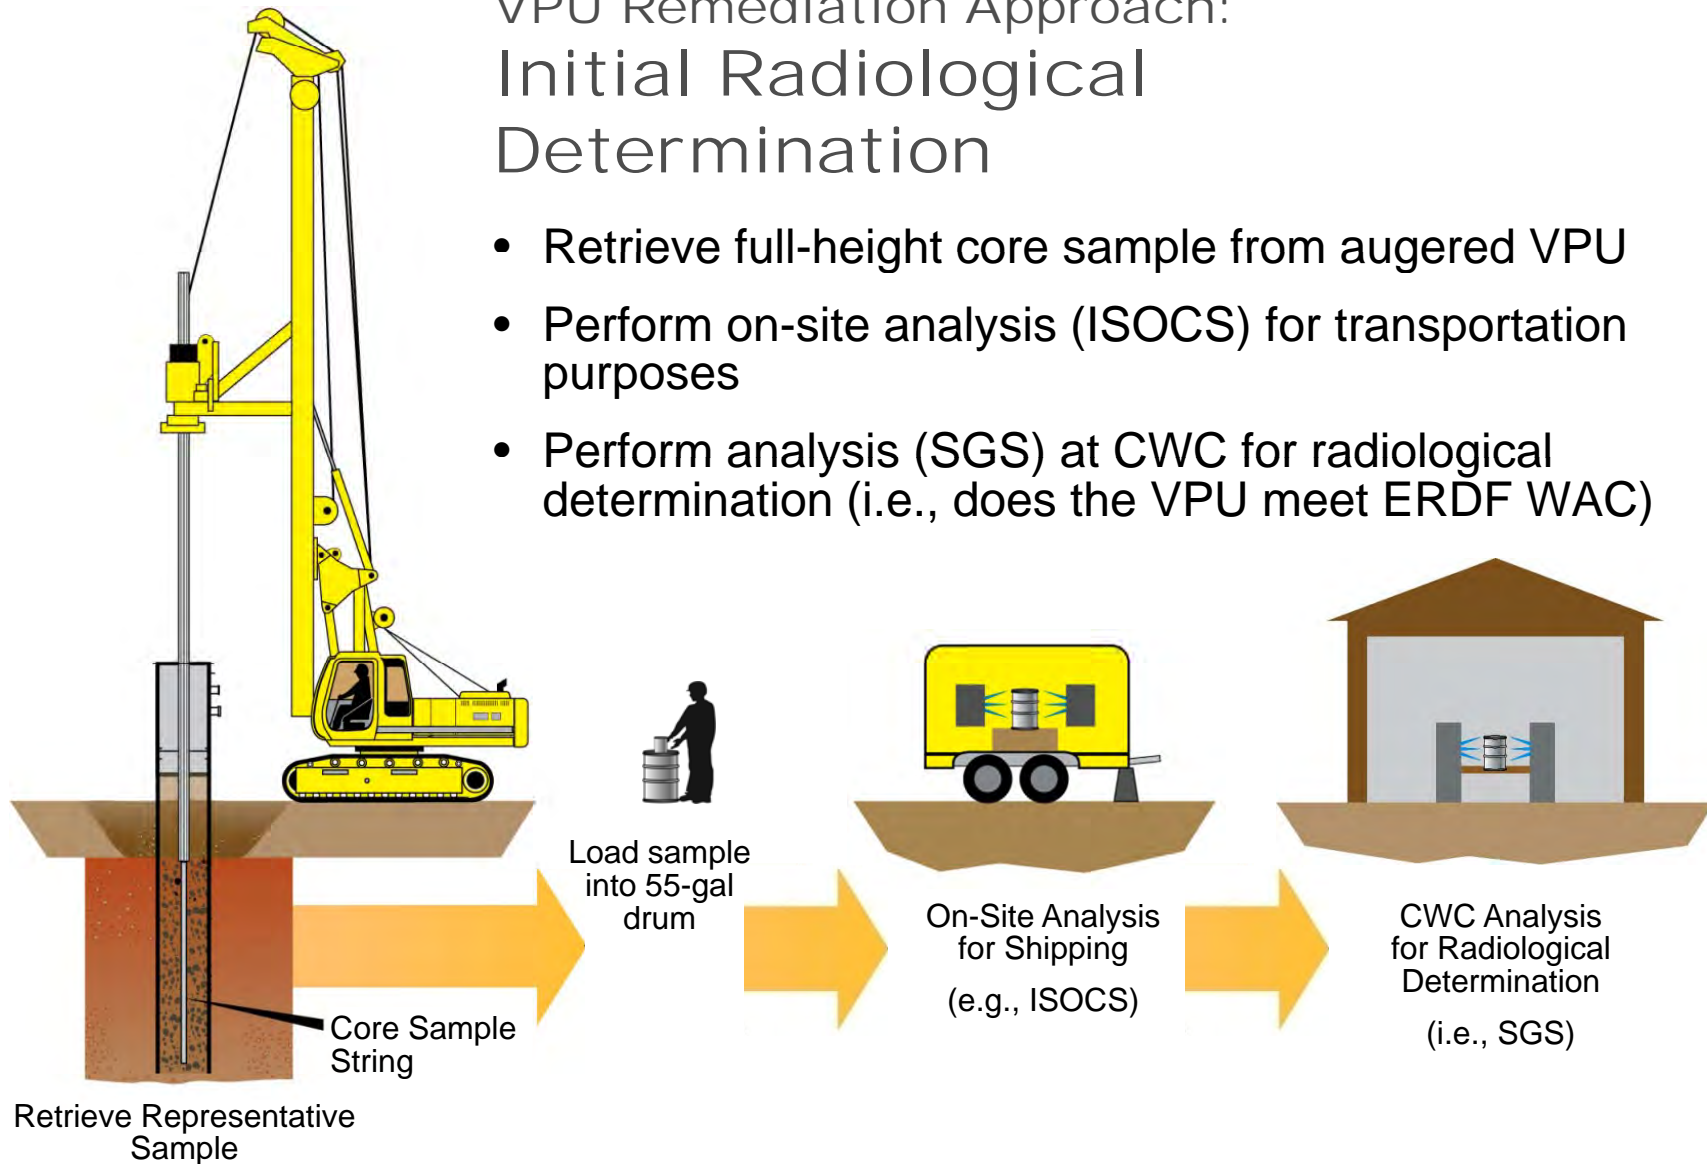 VPU Remediation Approach:
Initial Radiological
Determination
• Retrieve full-height core sample from augered VPU
• Perform on-site analysis (ISOCS) for transportation
purposes
• Perform analysis (SGS) at CWC for radiological
determination (i.e., does the VPU meet ERDF WAC)
Load sample
into 55-gal
drum
On-Site Analysis
for Shipping
(e.g., ISOCS)
CWC Analysis
for Radiological
Determination
(i.e., SGS)
Core Sample
String
Retrieve Representative
Sample